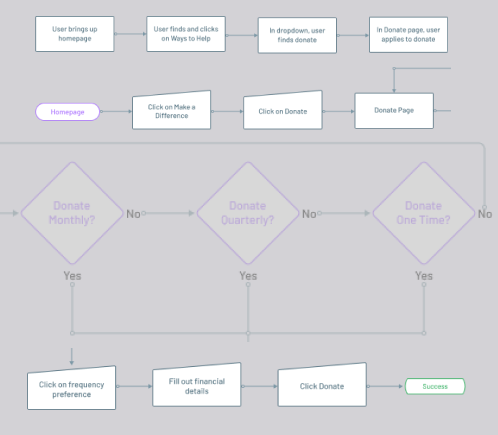 User brings up
homepage
User finds and clicks
on Ways to Help
In dropdown, user
finds donate
In Donate page, user
applies to donate
Homepage
Click on Make a
Difference
Click on Donate
Donate Page
Donate
Monthly?
No
Donate
Quarterly?
No
Donate
One Time?
No
Yes
Yes
Yes
Click on frequency
preference
Fill out financial
details
Click Donate
Success